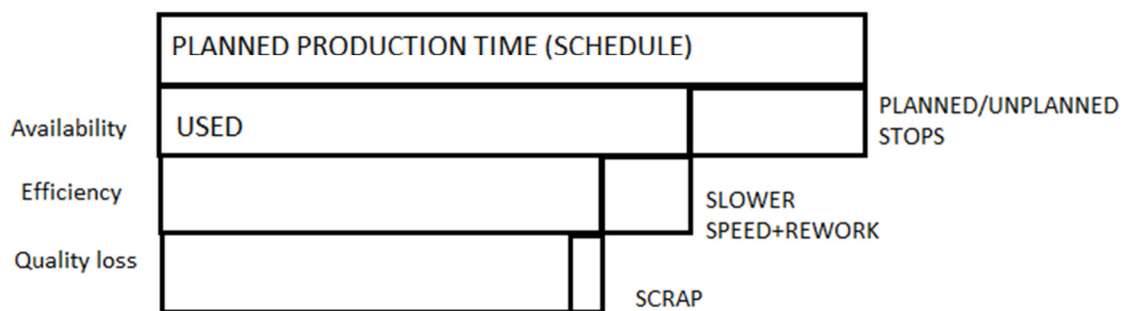 PLANNED PRODUCTION TIME (SCHEDULE)
Availability
USED
PLANNED/UNPLANNED
STOPS
Efficiency
SLOWER
SPEED+REWORK
Quality loss
SCRAP